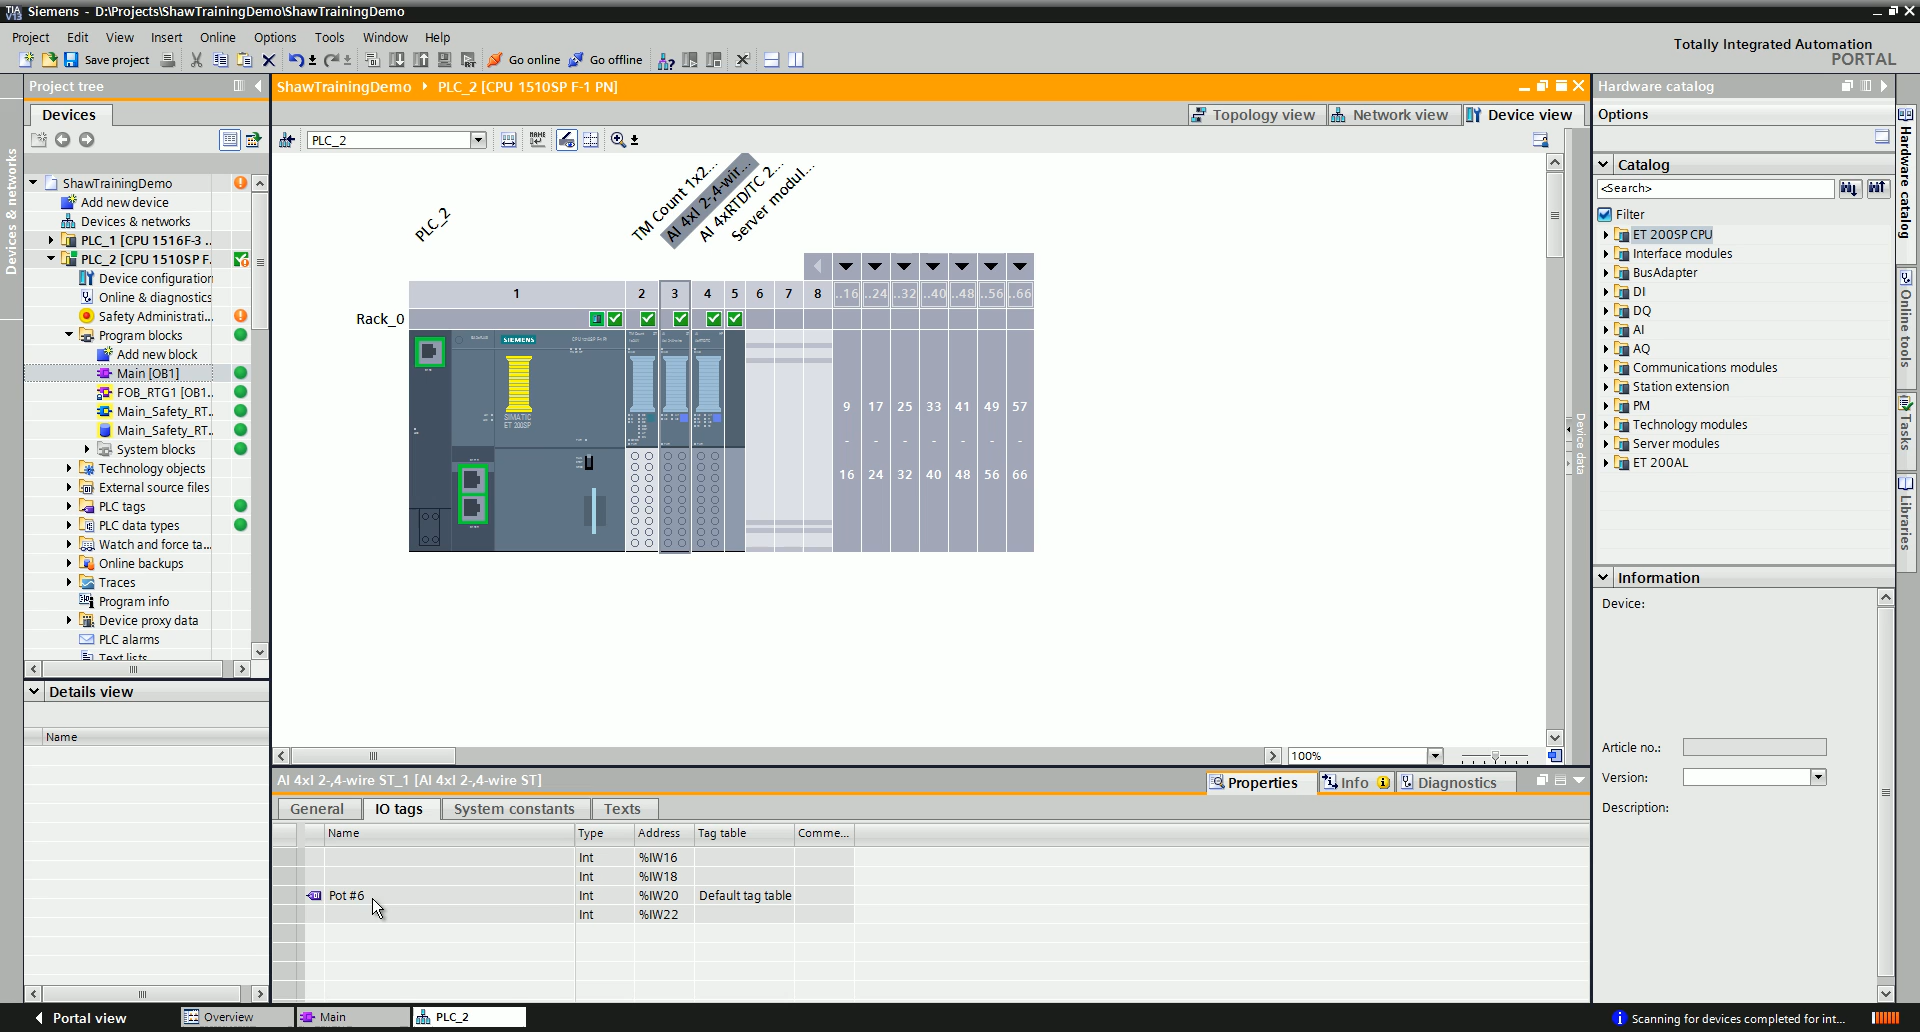 Siemens - D:\Projects\ShawTrainingDemo\ShawTrainingDemo
Project Edit View Insert Online Options Tools Window Help
Totally Integrated Automation
PORTAL
Save project
Go online
Go offline
Project tree
ShawTrainingDemo PLC_2 [CPU 1510SP F-1 PN]
Hardware catalog
Devices
Topology view
Network view
Device view
Options
PLC_2
Devices & networks
ShawTrainingDemo
Add new device
Devices & networks
PLC_1 [CPU 1516F-3 ..
PLC_2 [CPU 1510SP F.
Device configuration
Online & diagnostics
Safety Administrati..
Program blocks
Add new block
Main [OB1]
FOB_RTG1 [OB1..
Main_Safety_RT..
Main_Safety_RT..
System blocks
Technology objects
External source files
PLC tags
PLC data types
Watch and force ta...
Online backups
Traces
Program info
Device proxy data
PLC alarms
Text lists
Details view
Name
PLC_2
TM Count 1x2...
AI 4xI 2-,4-wir...
AI 4xRTD/TC 2...
Server modul...
1 2 3 4 5 6 7 8 ..16 ..24 ..32 ..40 ..48 ..56 ..66
Rack_0
SIEMENS
SIMATIC
ET 200SP
9 17 25 33 41 49 57
- - - - - - -
16 24 32 40 48 56 66
Device data
100%
AI 4xI 2-,4-wire ST_1 [AI 4xI 2-,4-wire ST]
Properties
Info
Diagnostics
General
IO tags
System constants
Texts
Name Type Address Tag table Comme...
Int %IW16
Int %IW18
Pot #6 Int %IW20 Default tag table
Int %IW22
Catalog
<Search>
Filter
ET 200SP CPU
Interface modules
BusAdapter
DI
DQ
AI
AQ
Communications modules
Station extension
PM
Technology modules
Server modules
ET 200AL
Information
Device:
Article no.:
Version:
Description:
Hardware catalog
Online tools
Tasks
Libraries
Portal view
Overview
Main
PLC_2
Scanning for devices completed for int...